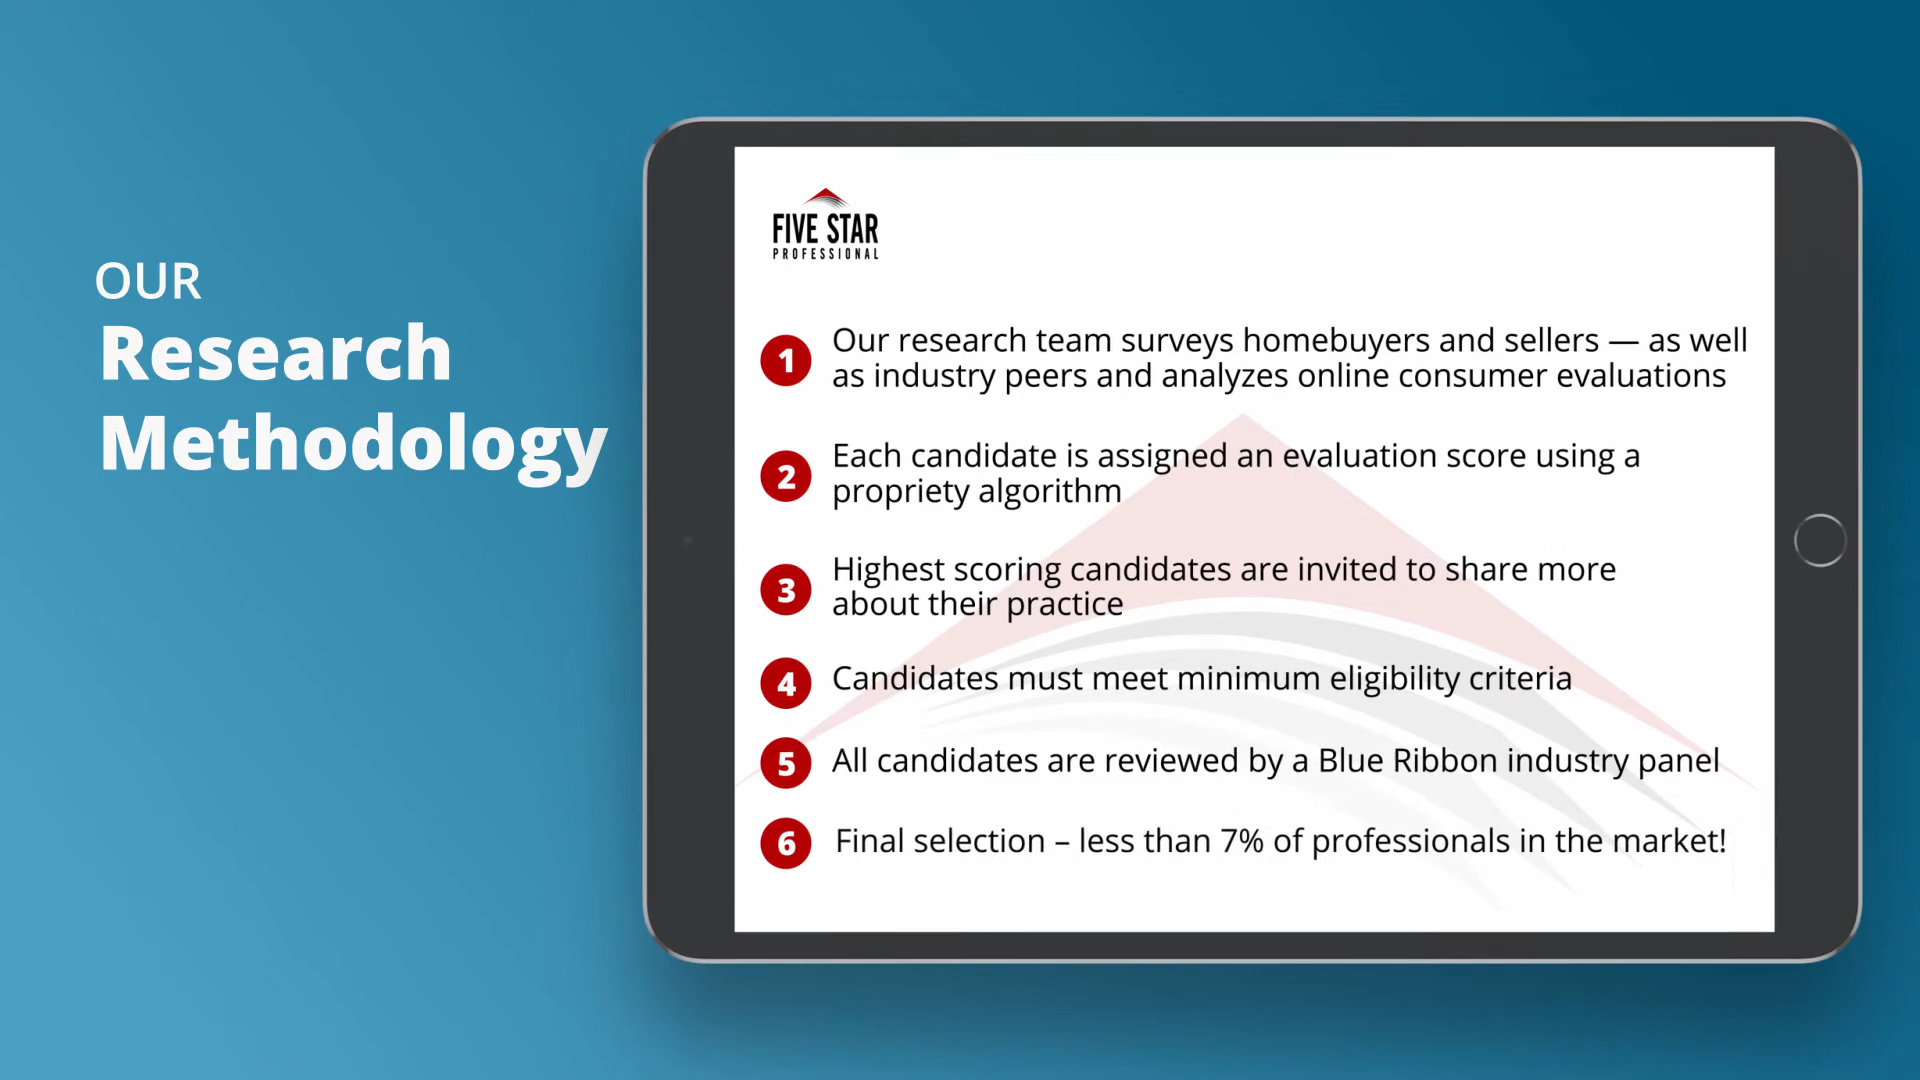 OUR
Research
Methodology
FIVE STAR
PROFESSIONAL
1 Our research team surveys homebuyers and sellers — as well
as industry peers and analyzes online consumer evaluations
2 Each candidate is assigned an evaluation score using a
propriety algorithm
3 Highest scoring candidates are invited to share more
about their practice
4 Candidates must meet minimum eligibility criteria
5 All candidates are reviewed by a Blue Ribbon industry panel
6 Final selection – less than 7% of professionals in the market!